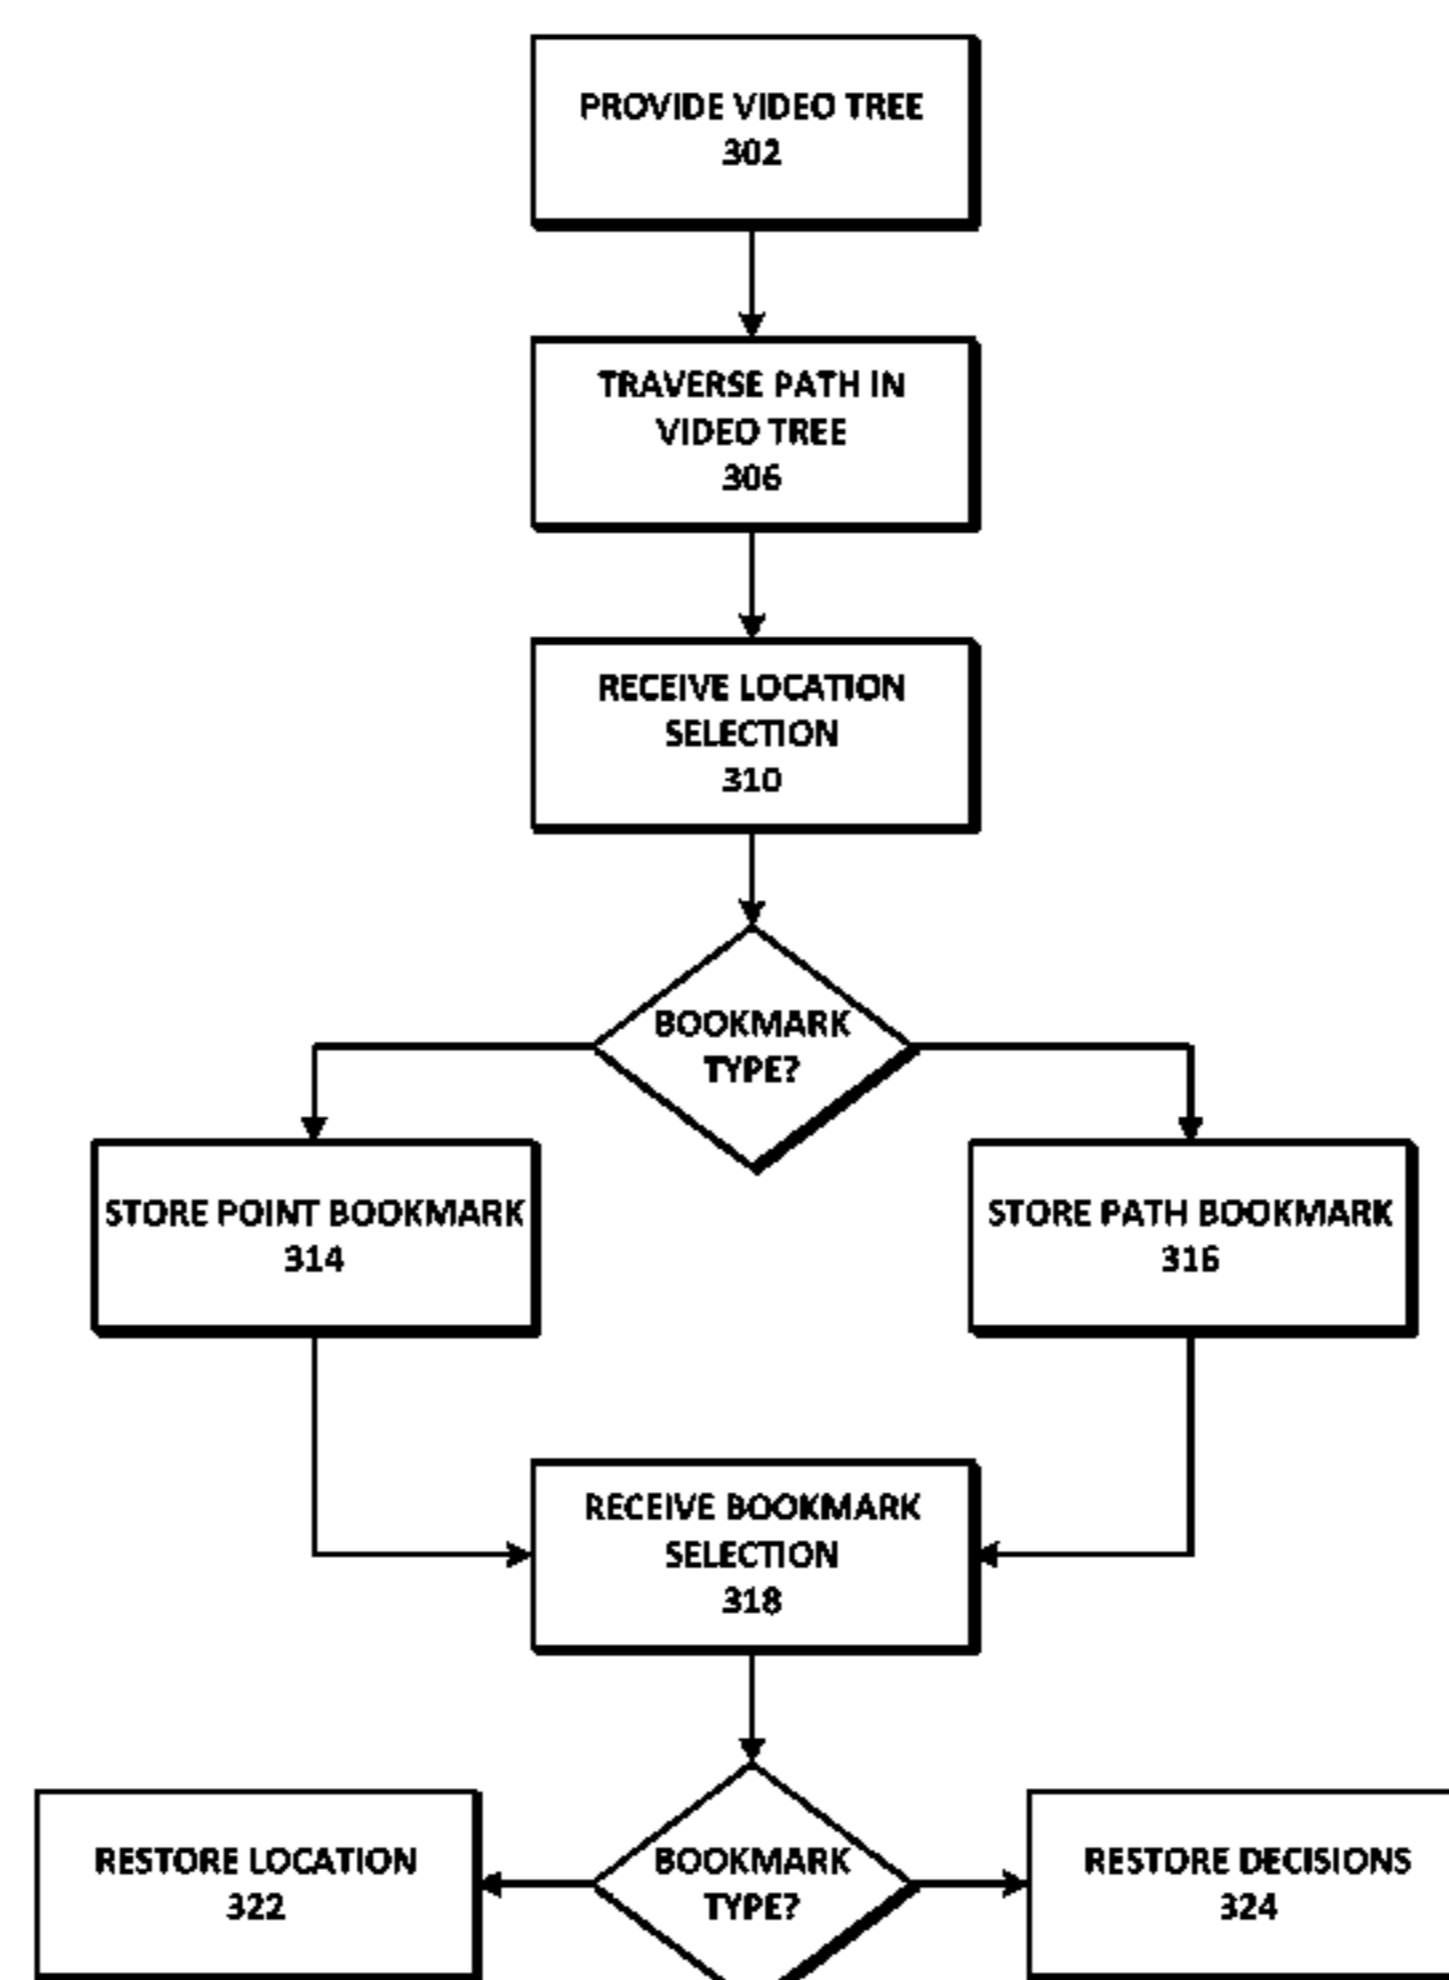 PROVIDE VIDEO TREE
302
TRAVERSE PATH IN
VIDEO TREE
306
RECEIVE LOCATION
SELECTION
310
BOOKMARK
TYPE?
STORE POINT BOOKMARK
314
STORE PATH BOOKMARK
316
RECEIVE BOOKMARK
SELECTION
318
RESTORE LOCATION
322
BOOKMARK
TYPE?
RESTORE DECISIONS
324